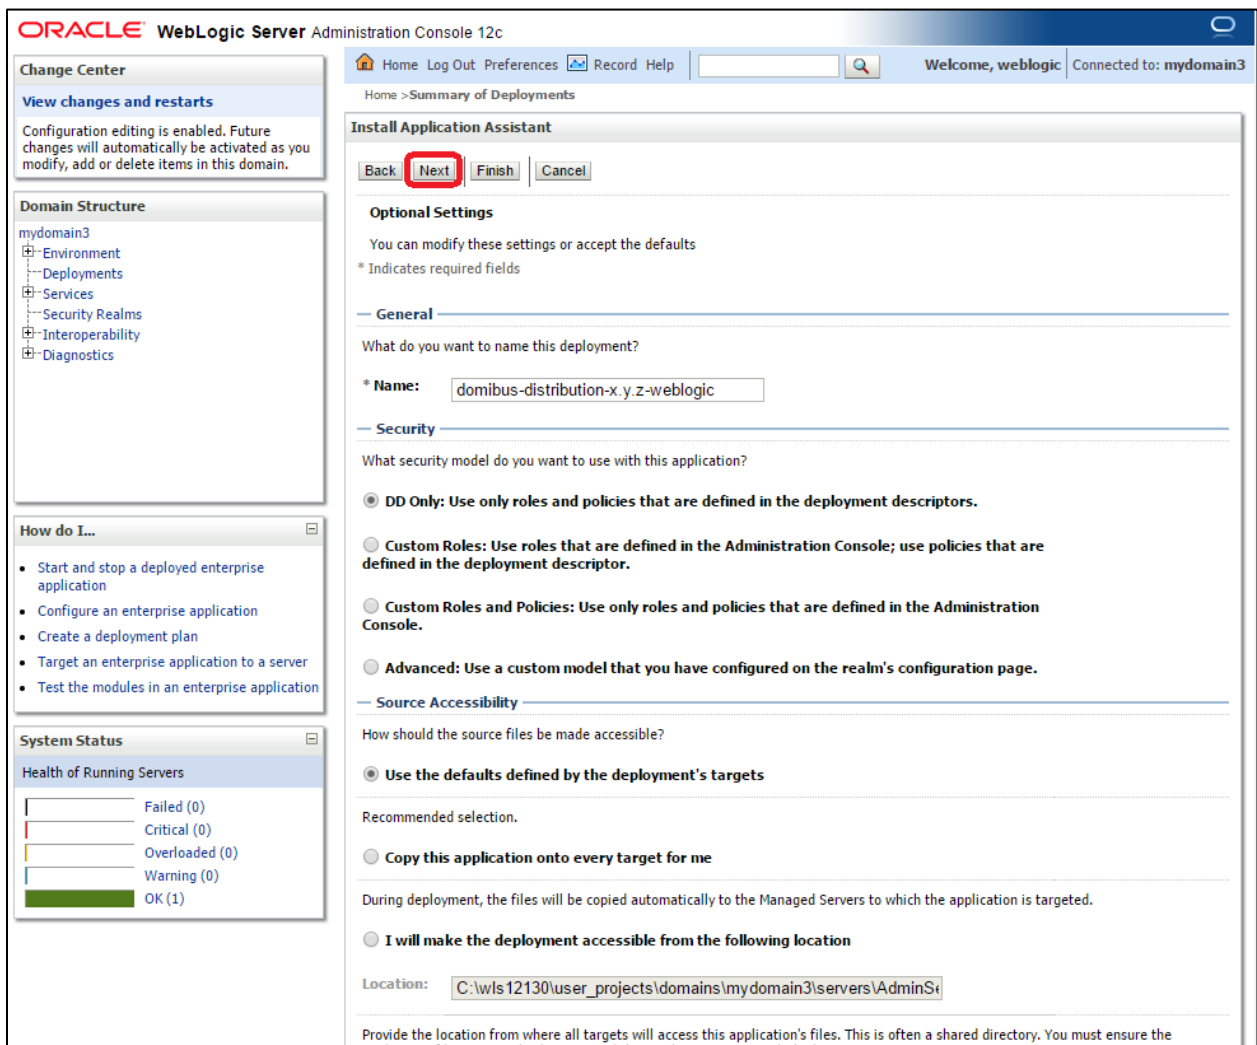 ORACLE WebLogic Server Administration Console 12c
Change Center
View changes and restarts
Configuration editing is enabled. Future
changes will automatically be activated as you
modify, add or delete items in this domain.
Domain Structure
mydomain3
Environment
Deployments
Services
Security Realms
Interoperability
Diagnostics
How do I...
Start and stop a deployed enterprise
application
Configure an enterprise application
Create a deployment plan
Target an enterprise application to a server
Test the modules in an enterprise application
System Status
Health of Running Servers
Failed (0)
Critical (0)
Overloaded (0)
Warning (0)
OK (1)
Home Log Out Preferences Record Help
Welcome, weblogic Connected to: mydomain3
Home >Summary of Deployments
Install Application Assistant
Back Next Finish Cancel
Optional Settings
You can modify these settings or accept the defaults
* Indicates required fields
General
What do you want to name this deployment?
* Name: domibus-distribution-x.y.z-weblogic
Security
What security model do you want to use with this application?
DD Only: Use only roles and policies that are defined in the deployment descriptors.
Custom Roles: Use roles that are defined in the Administration Console; use policies that are
defined in the deployment descriptor.
Custom Roles and Policies: Use only roles and policies that are defined in the Administration
Console.
Advanced: Use a custom model that you have configured on the realm's configuration page.
Source Accessibility
How should the source files be made accessible?
Use the defaults defined by the deployment's targets
Recommended selection.
Copy this application onto every target for me
During deployment, the files will be copied automatically to the Managed Servers to which the application is targeted.
I will make the deployment accessible from the following location
Location: C:\wls12130\user_projects\domains\mydomain3\servers\AdminSe
Provide the location from where all targets will access this application's files. This is often a shared directory. You must ensure the